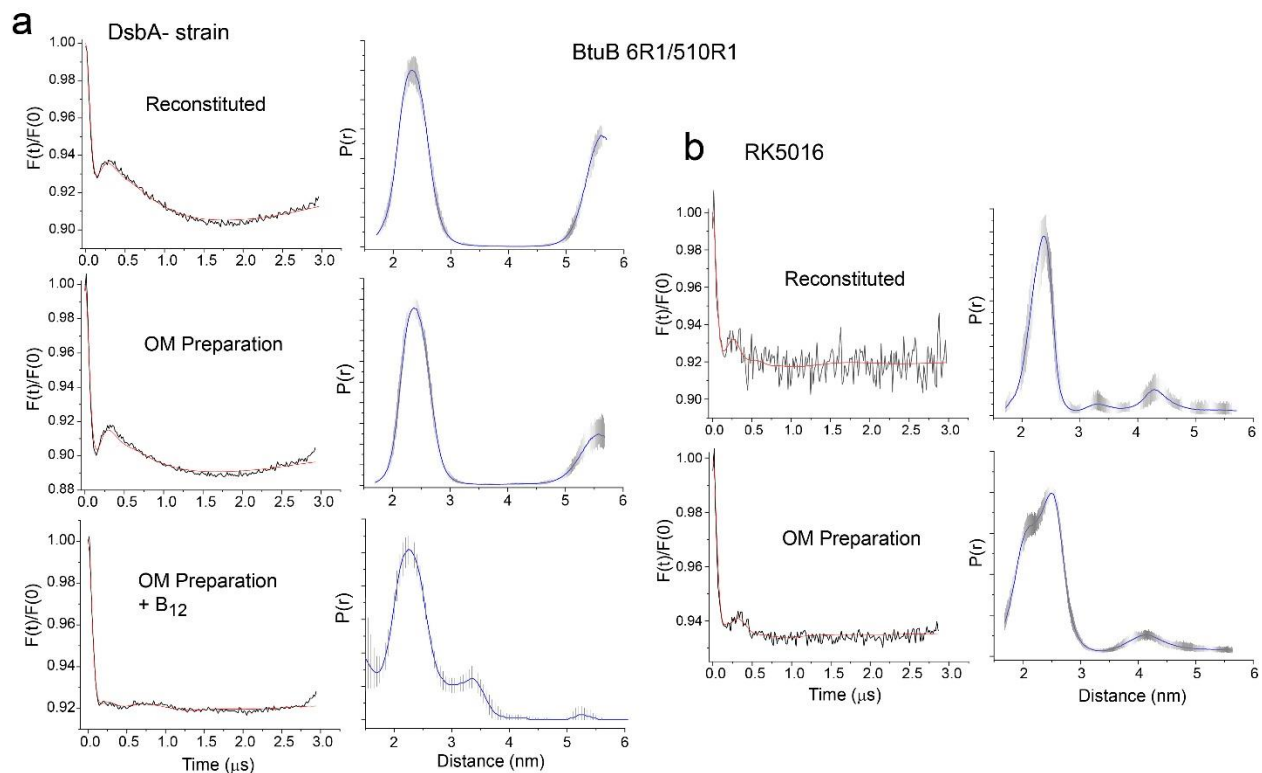 a
DsbA- strain
BtuB 6R1/510R1
F(t)/F(0)
1.00
0.98
0.96
0.94
0.91
0.90
0.0 0.5 1.0 1.5 2.0 2.5 3.0
Reconstituted
P(r)
2 3 4 5 6
F(t)/F(0)
1.00
0.98
0.96
0.94
0.92
0.90
0.88
0.0 0.5 1.0 1.5 2.0 2.5 3.0
OM Preparation
P(r)
2 3 4 5 6
F(t)/F(0)
1.00
0.98
0.96
0.94
0.92
0.0 0.5 1.0 1.5 2.0 2.5 3.0
Time (μs)
OM Preparation
+ B12
P(r)
2 3 4 5 6
Distance (nm)
b
RK5016
F(t)/F(0)
1.00
0.98
0.96
0.94
0.92
0.90
0.0 0.5 1.0 1.5 2.0 2.5 3.0
Reconstituted
P(r)
2 3 4 5 6
F(t)/F(0)
1.00
0.98
0.96
0.94
0.0 0.5 1.0 1.5 2.0 2.5 3.0
Time (μs)
OM Preparation
P(r)
2 3 4 5 6
Distance (nm)